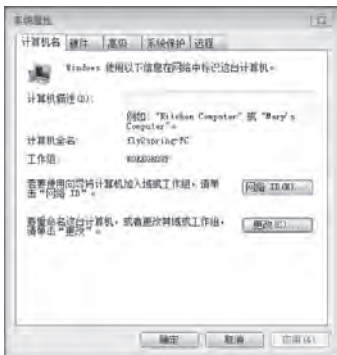 系统属性
计算机名 硬件 高级 系统保护 远程
Windows 使用以下信息在网络中标识这台计算机。
计算机描述(D):
例如: "Kitchen Computer" 或 "Mary's
Computer"。
计算机全名: fly2spring-PC
工作组: WORKGROUP
若要使用向导将计算机加入域或工作组，请单
击"网络 ID"。
网络 ID(N)...
要重命名这台计算机，或者更改其域或工作组，
请单击"更改"。
更改(C)...
确定 取消 应用(A)